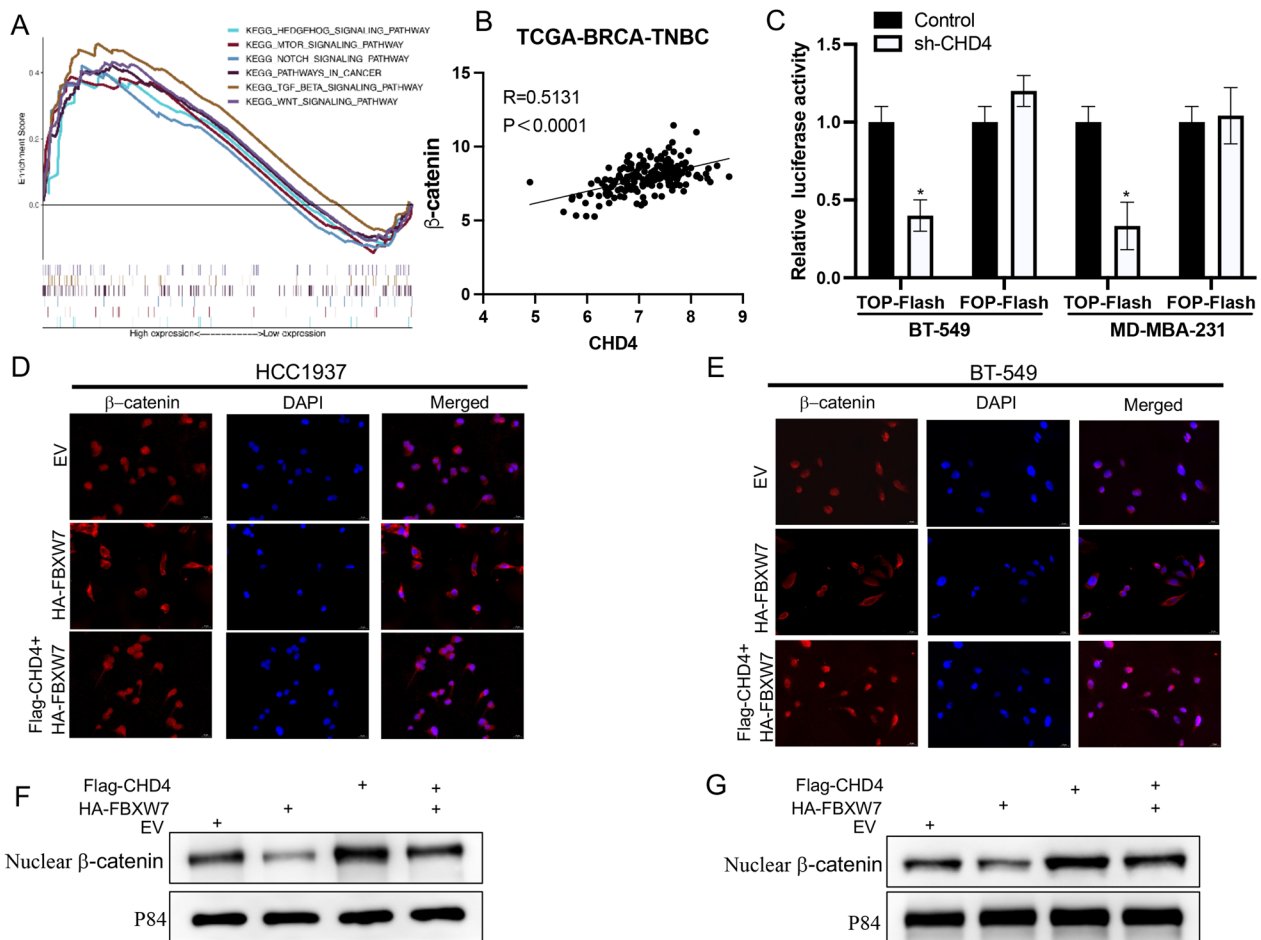 A
KEGG_HEDGEHOG_SIGNALING_PATHWAY
KEGG_MTOR_SIGNALING_PATHWAY
KEGG_NOTCH_SIGNALING_PATHWAY
KEGG_PATHWAYS_IN_CANCER
KEGG_TGF_BETA_SIGNALING_PATHWAY
KEGG_WNT_SIGNALING_PATHWAY
Enrichment Score
0.4
0.2
0.0
High expression<-------------->Low expression
B
TCGA-BRCA-TNBC
R=0.5131
P<0.0001
β-catenin
15
10
5
0
4 5 6 7 8 9
CHD4
C
Control
sh-CHD4
Relative luciferase activity
1.5
1.0
0.5
0.0
* *
TOP-Flash FOP-Flash TOP-Flash FOP-Flash
BT-549 MD-MBA-231
D
HCC1937
β-catenin DAPI Merged
EV
HA-FBXW7
Flag-CHD4+
HA-FBXW7
E
BT-549
β-catenin DAPI Merged
EV
HA-FBXW7
Flag-CHD4+
HA-FBXW7
F
Flag-CHD4 + +
HA-FBXW7 + +
EV +
Nuclear β-catenin
P84
G
Flag-CHD4 + +
HA-FBXW7 + +
EV +
Nuclear β-catenin
P84